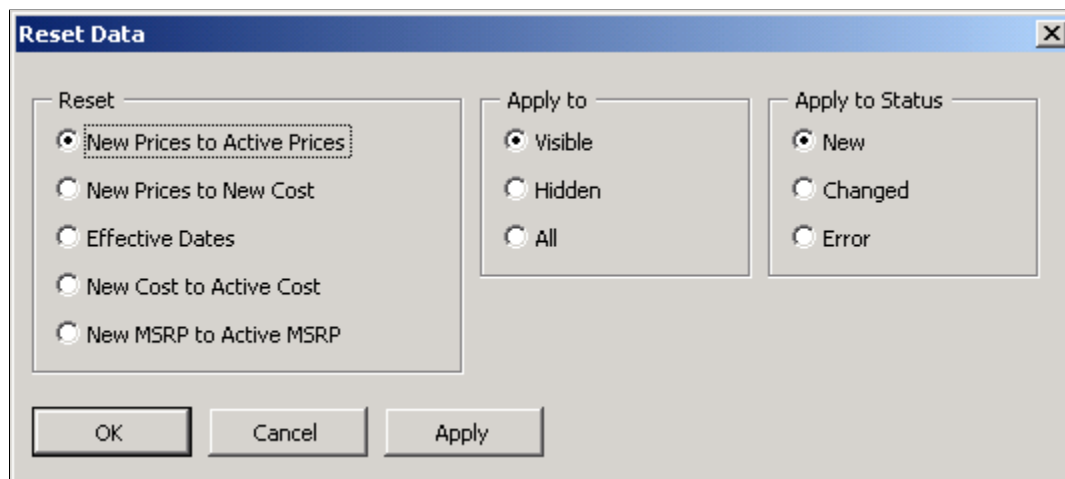 Reset Data
Reset
New Prices to Active Prices
New Prices to New Cost
Effective Dates
New Cost to Active Cost
New MSRP to Active MSRP
Apply to
Visible
Hidden
All
Apply to Status
New
Changed
Error
OK
Cancel
Apply